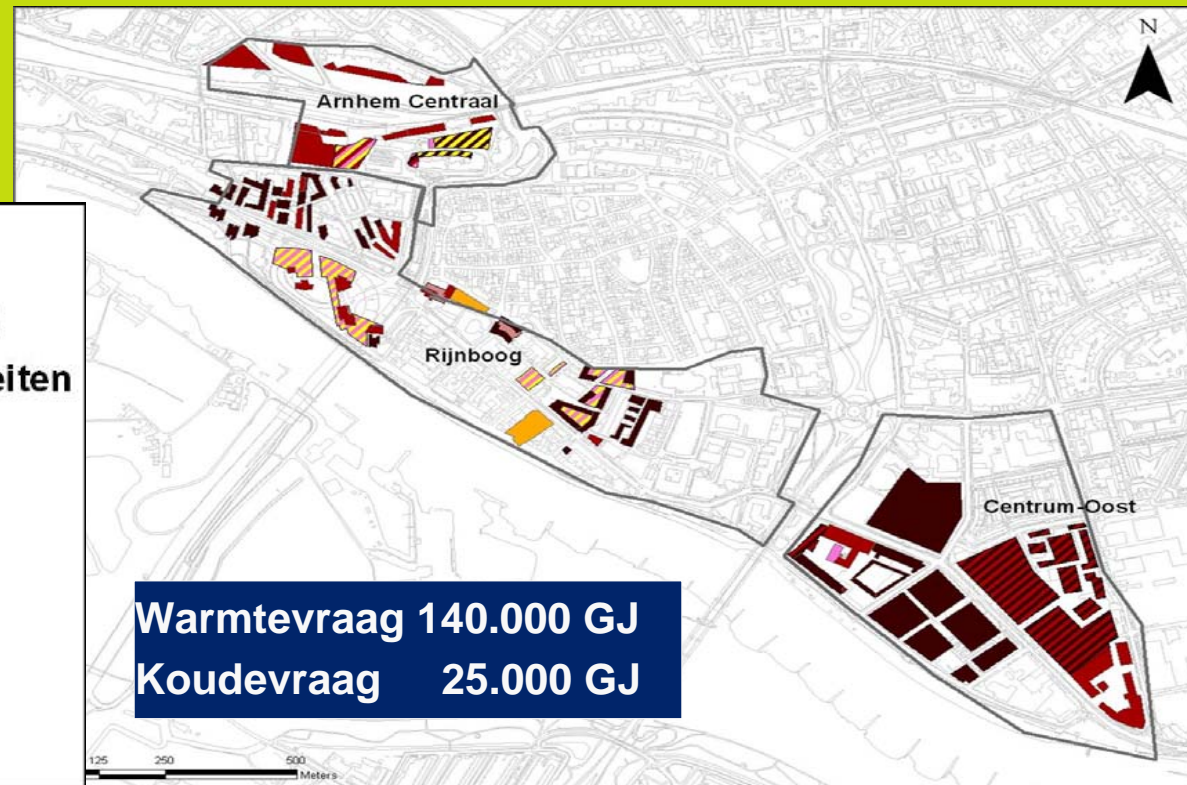 N
Arnhem Centraal
eiten
Rijnboog
Centrum-Oost
Warmtevraag 140.000 GJ
Koudevraag 25.000 GJ
125 250 500
Meters